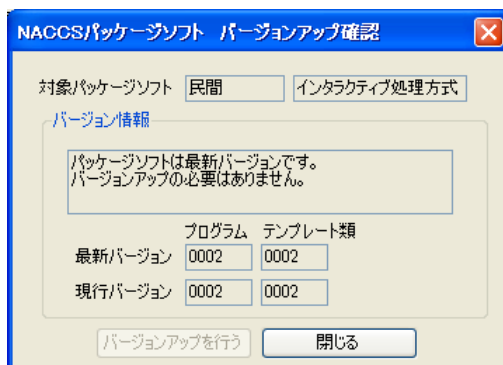 NACCSパッケージソフト バージョンアップ確認
対象パッケージソフト 民間 インタラクティブ処理方式
バージョン情報
パッケージソフトは最新バージョンです。
バージョンアップの必要はありません。
プログラム テンプレート類
最新バージョン 0002 0002
現行バージョン 0002 0002
バージョンアップを行う 閉じる